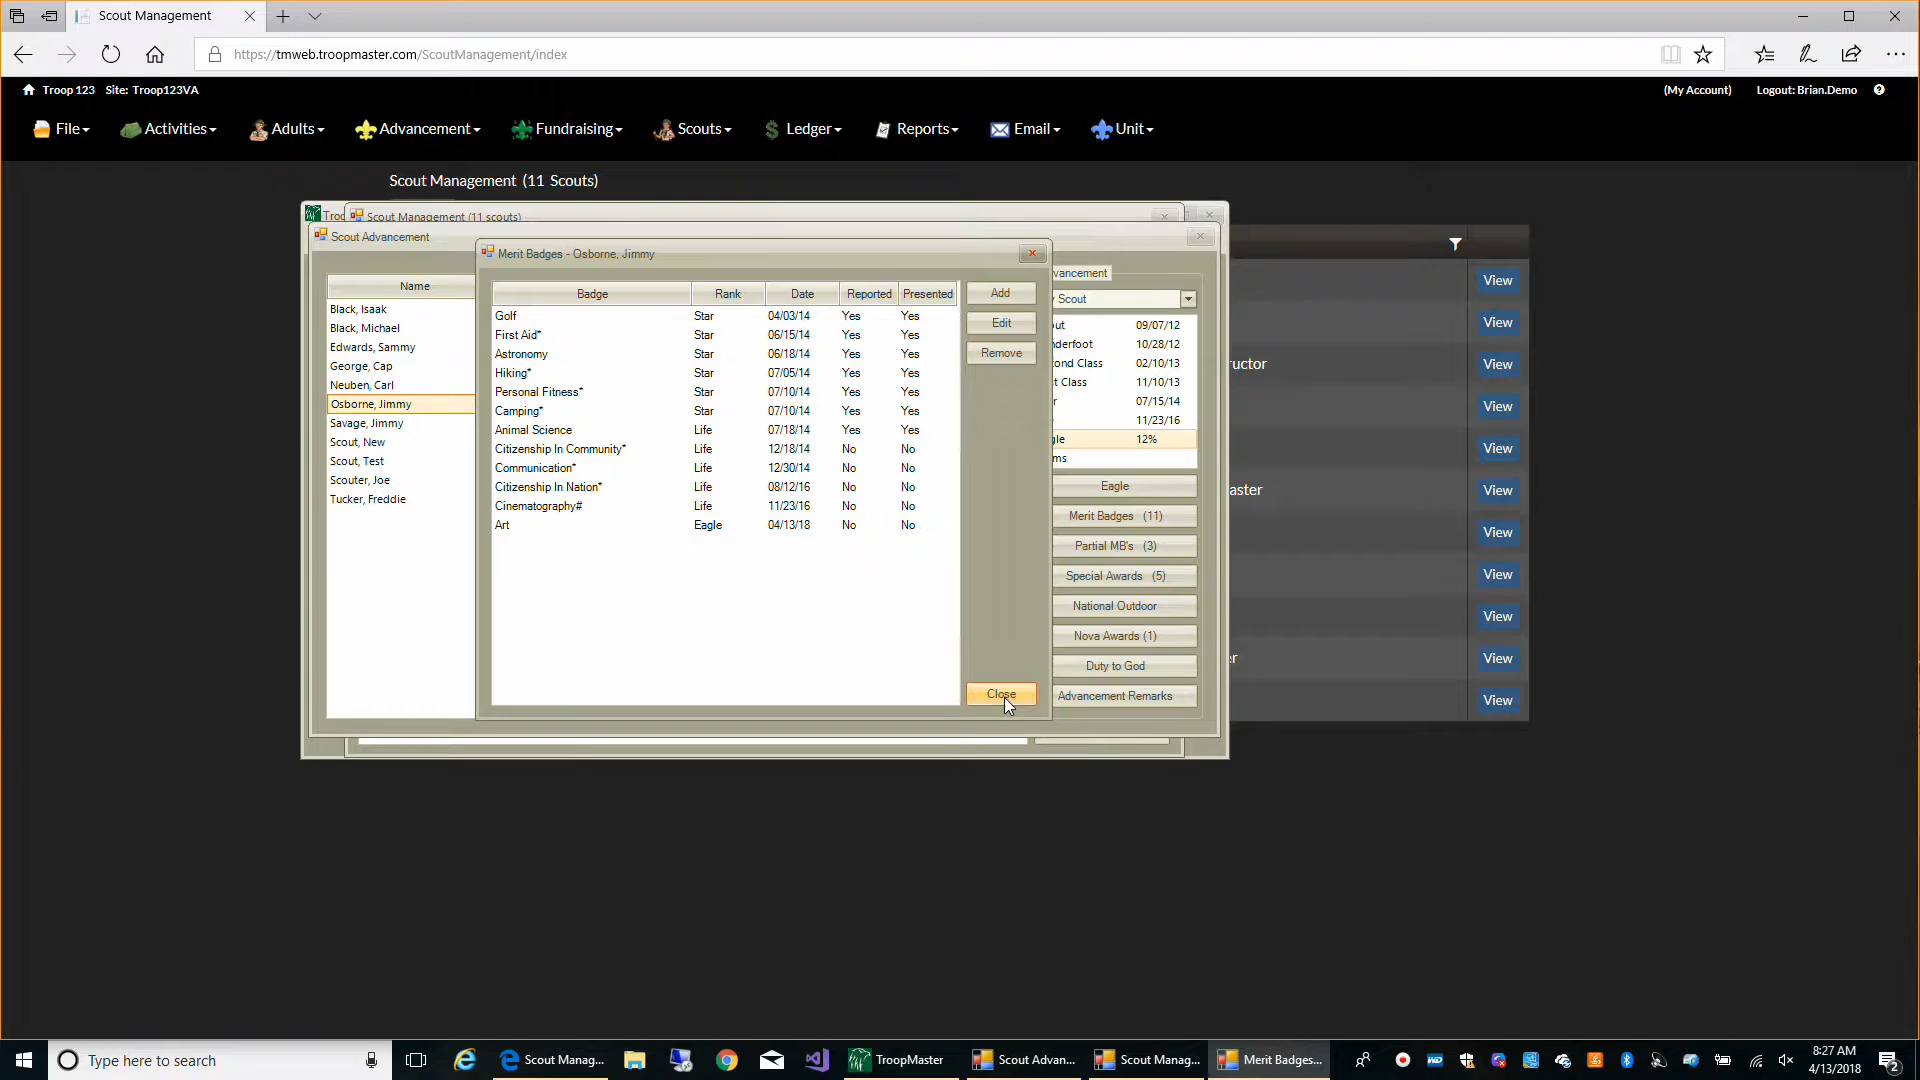 Scout Management
https://tmweb.troopmaster.com/ScoutManagement/index
Troop 123 Site: Troop123VA
(My Account) Logout: Brian.Demo
File Activities Adults Advancement Fundraising Scouts Ledger Reports Email Unit
Scout Management (11 Scouts)
Scout Management (11 scouts)
Scout Advancement
Merit Badges - Osborne, Jimmy
Name
Black, Isaak
Black, Michael
Edwards, Sammy
George, Cap
Neuben, Carl
Osborne, Jimmy
Savage, Jimmy
Scout, New
Scout, Test
Scouter, Joe
Tucker, Freddie
Badge Rank Date Reported Presented
Golf Star 04/03/14 Yes Yes
First Aid* Star 06/15/14 Yes Yes
Astronomy Star 06/18/14 Yes Yes
Hiking* Star 07/05/14 Yes Yes
Personal Fitness* Star 07/10/14 Yes Yes
Camping* Star 07/10/14 Yes Yes
Animal Science Life 07/18/14 Yes Yes
Citizenship In Community* Life 12/18/14 No No
Communication* Life 12/30/14 No No
Citizenship In Nation* Life 08/12/16 No No
Cinematography# Life 11/23/16 No No
Art Eagle 04/13/18 No No
Add
Edit
Remove
Close
vancement
Scout
out 09/07/12
nderfoot 10/28/12
ond Class 02/10/13
t Class 11/10/13
r 07/15/14
11/23/16
gle 12%
ms
Eagle
Merit Badges (11)
Partial MB's (3)
Special Awards (5)
National Outdoor
Nova Awards (1)
Duty to God
Advancement Remarks
View
View
ructor View
View
View
aster View
View
View
View
er View
View
Type here to search
Scout Manag...
TroopMaster
Scout Advan...
Scout Manag...
Merit Badges...
8:27 AM
4/13/2018
2